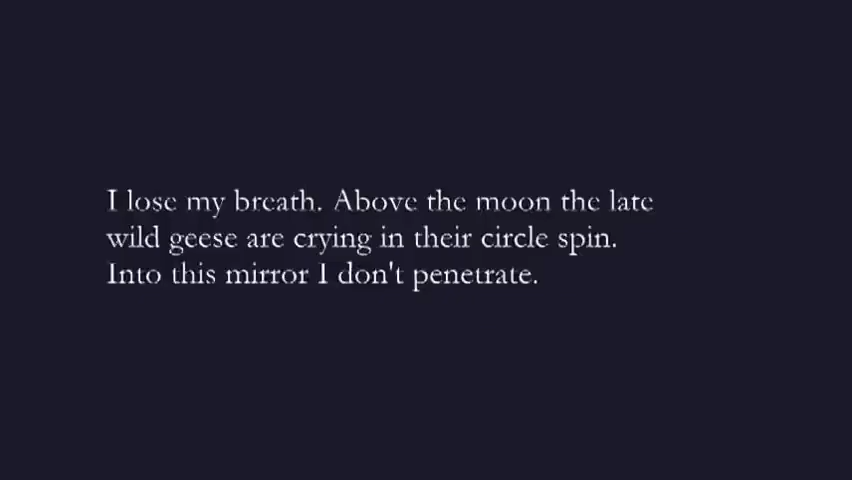 I lose my breath. Above the moon the late
wild geese are crying in their circle spin.
Into this mirror I don't penetrate.